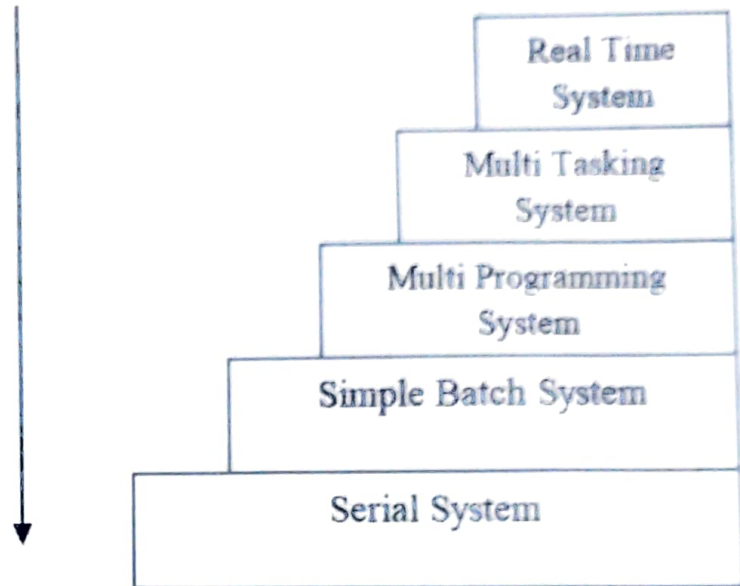 Real Time
System
Multi Tasking
System
Multi Programming
System
Simple Batch System
Serial System